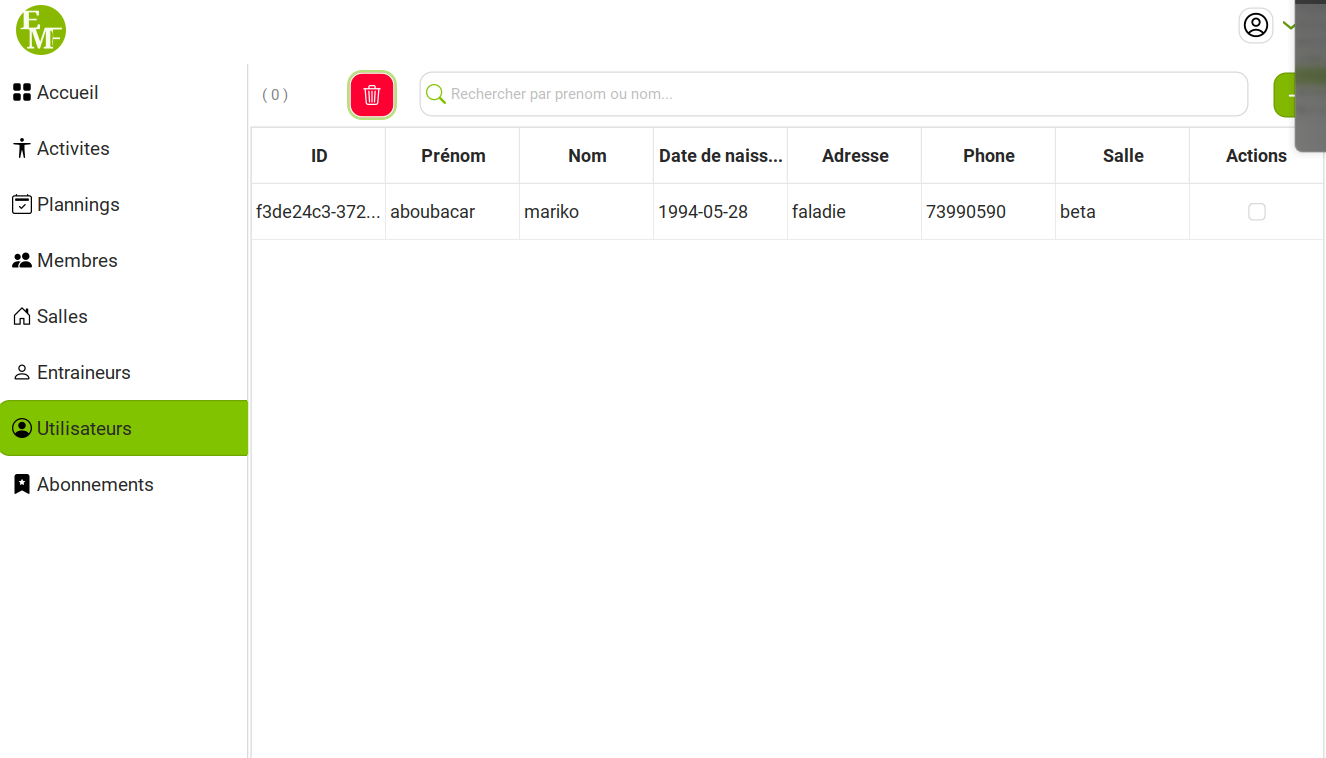 EMF
Accueil
Activites
Plannings
Membres
Salles
Entraineurs
Utilisateurs
Abonnements
( 0 )
Rechercher par prenom ou nom...
ID Prénom Nom Date de naiss... Adresse Phone Salle Actions
f3de24c3-372... aboubacar mariko 1994-05-28 faladie 73990590 beta